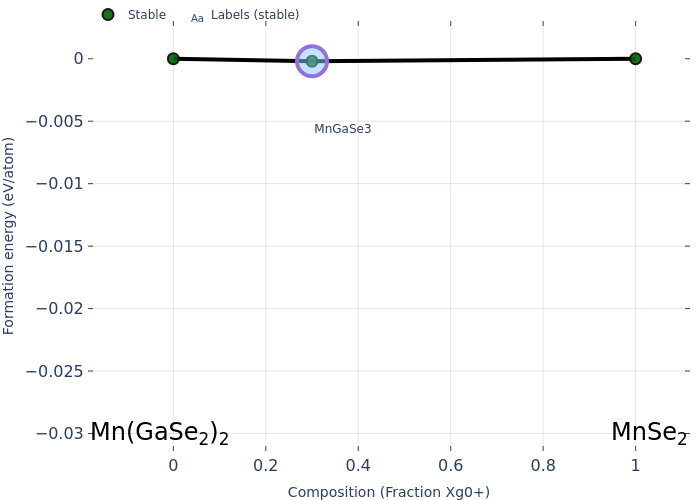 Stable
Aa Labels (stable)
0
−0.005
−0.01
−0.015
−0.02
−0.025
−0.03
Formation energy (eV/atom)
MnGaSe3
Mn(GaSe₂)₂
MnSe₂
0 0.2 0.4 0.6 0.8 1
Composition (Fraction Xg0+)